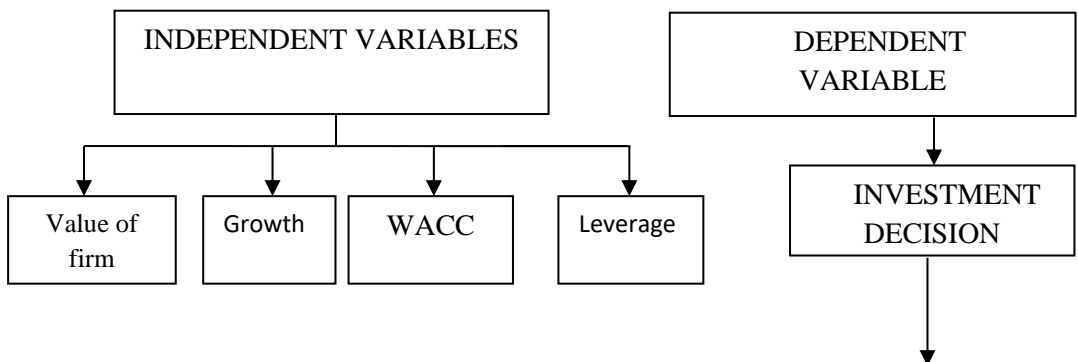 INDEPENDENT VARIABLES
DEPENDENT
VARIABLE
Value of
firm
Growth
WACC
Leverage
INVESTMENT
DECISION